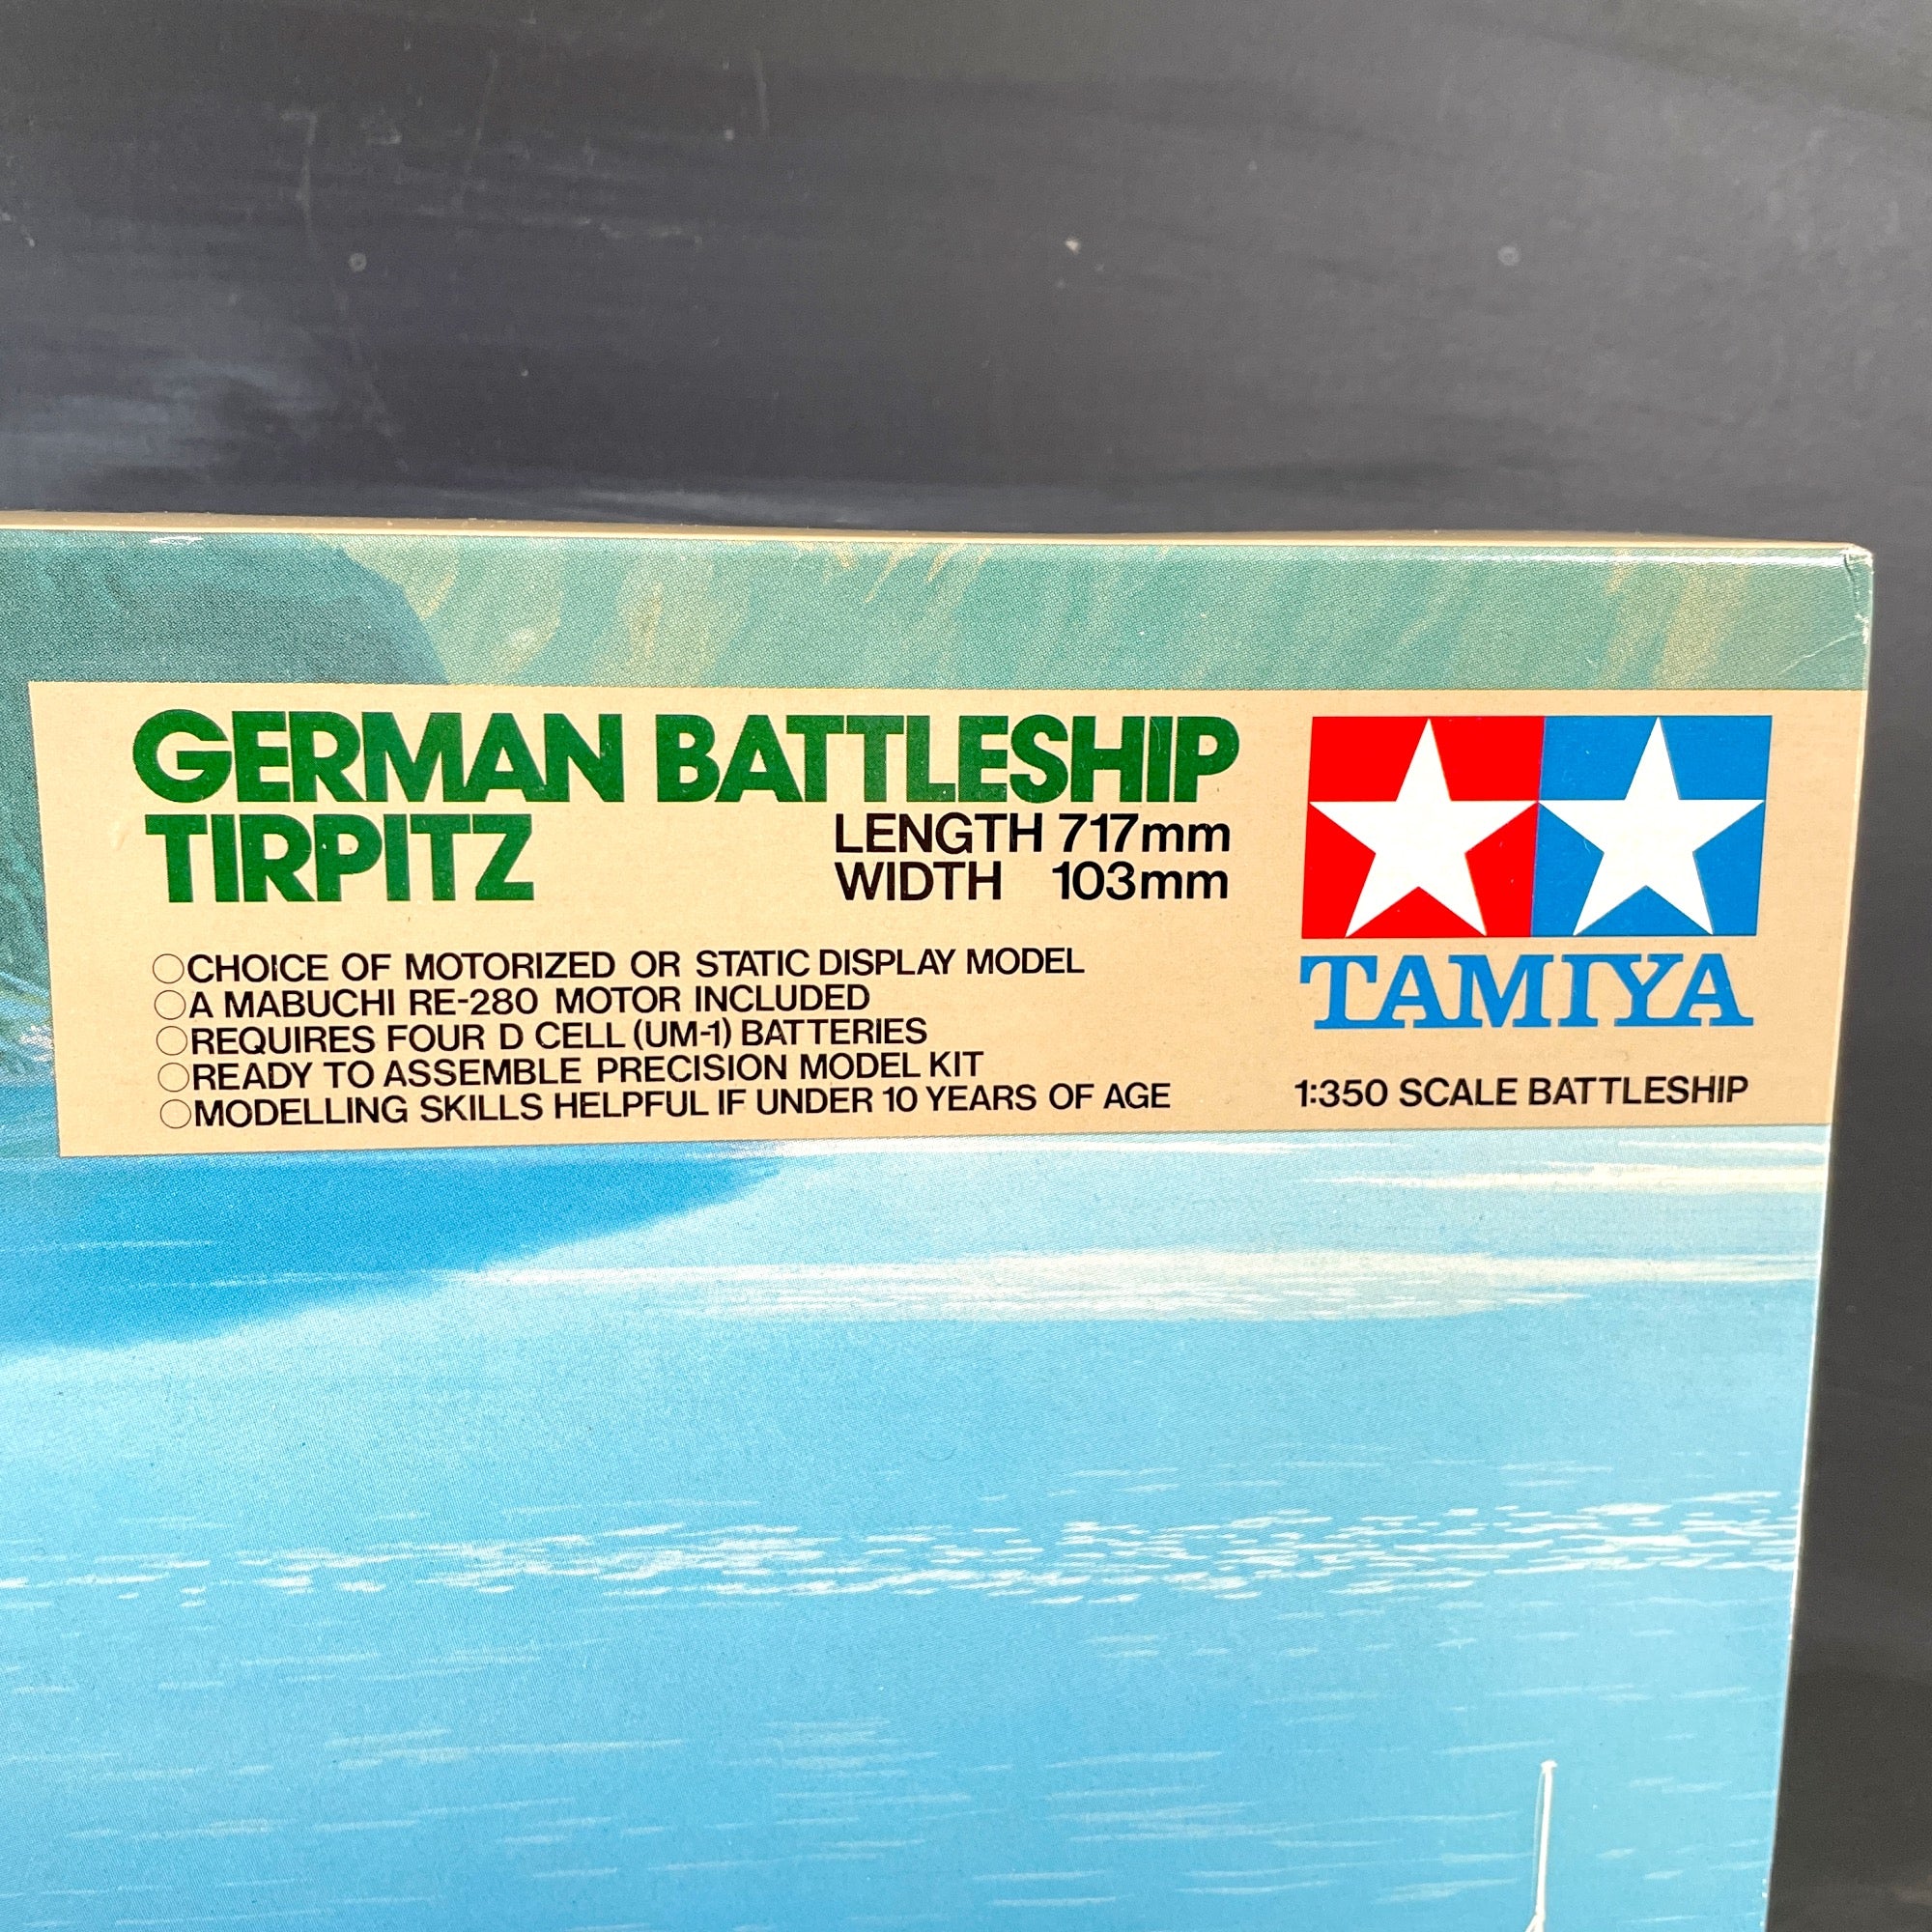 GERMAN BATTLESHIP
TIRPITZ
LENGTH 717mm
WIDTH 103mm
○CHOICE OF MOTORIZED OR STATIC DISPLAY MODEL
○A MABUCHI RE-280 MOTOR INCLUDED
○REQUIRES FOUR D CELL (UM-1) BATTERIES
○READY TO ASSEMBLE PRECISION MODEL KIT
○MODELLING SKILLS HELPFUL IF UNDER 10 YEARS OF AGE
TAMIYA
1:350 SCALE BATTLESHIP